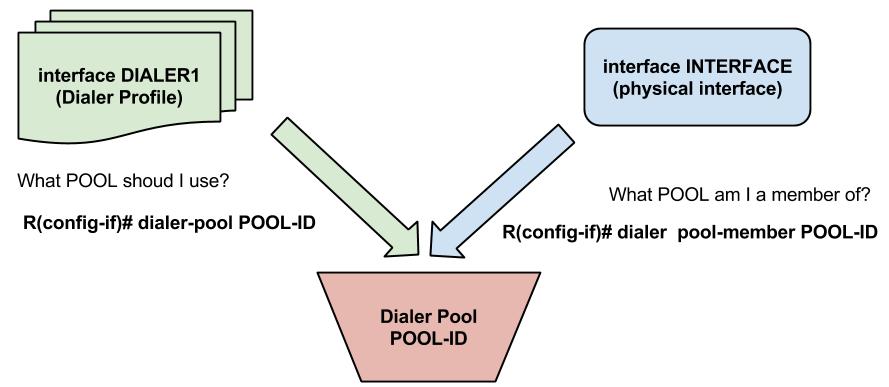 interface DIALER1
(Dialer Profile)
interface INTERFACE
(physical interface)
What POOL shoud I use?
R(config-if)# dialer-pool POOL-ID
What POOL am I a member of?
R(config-if)# dialer  pool-member POOL-ID
Dialer Pool
POOL-ID